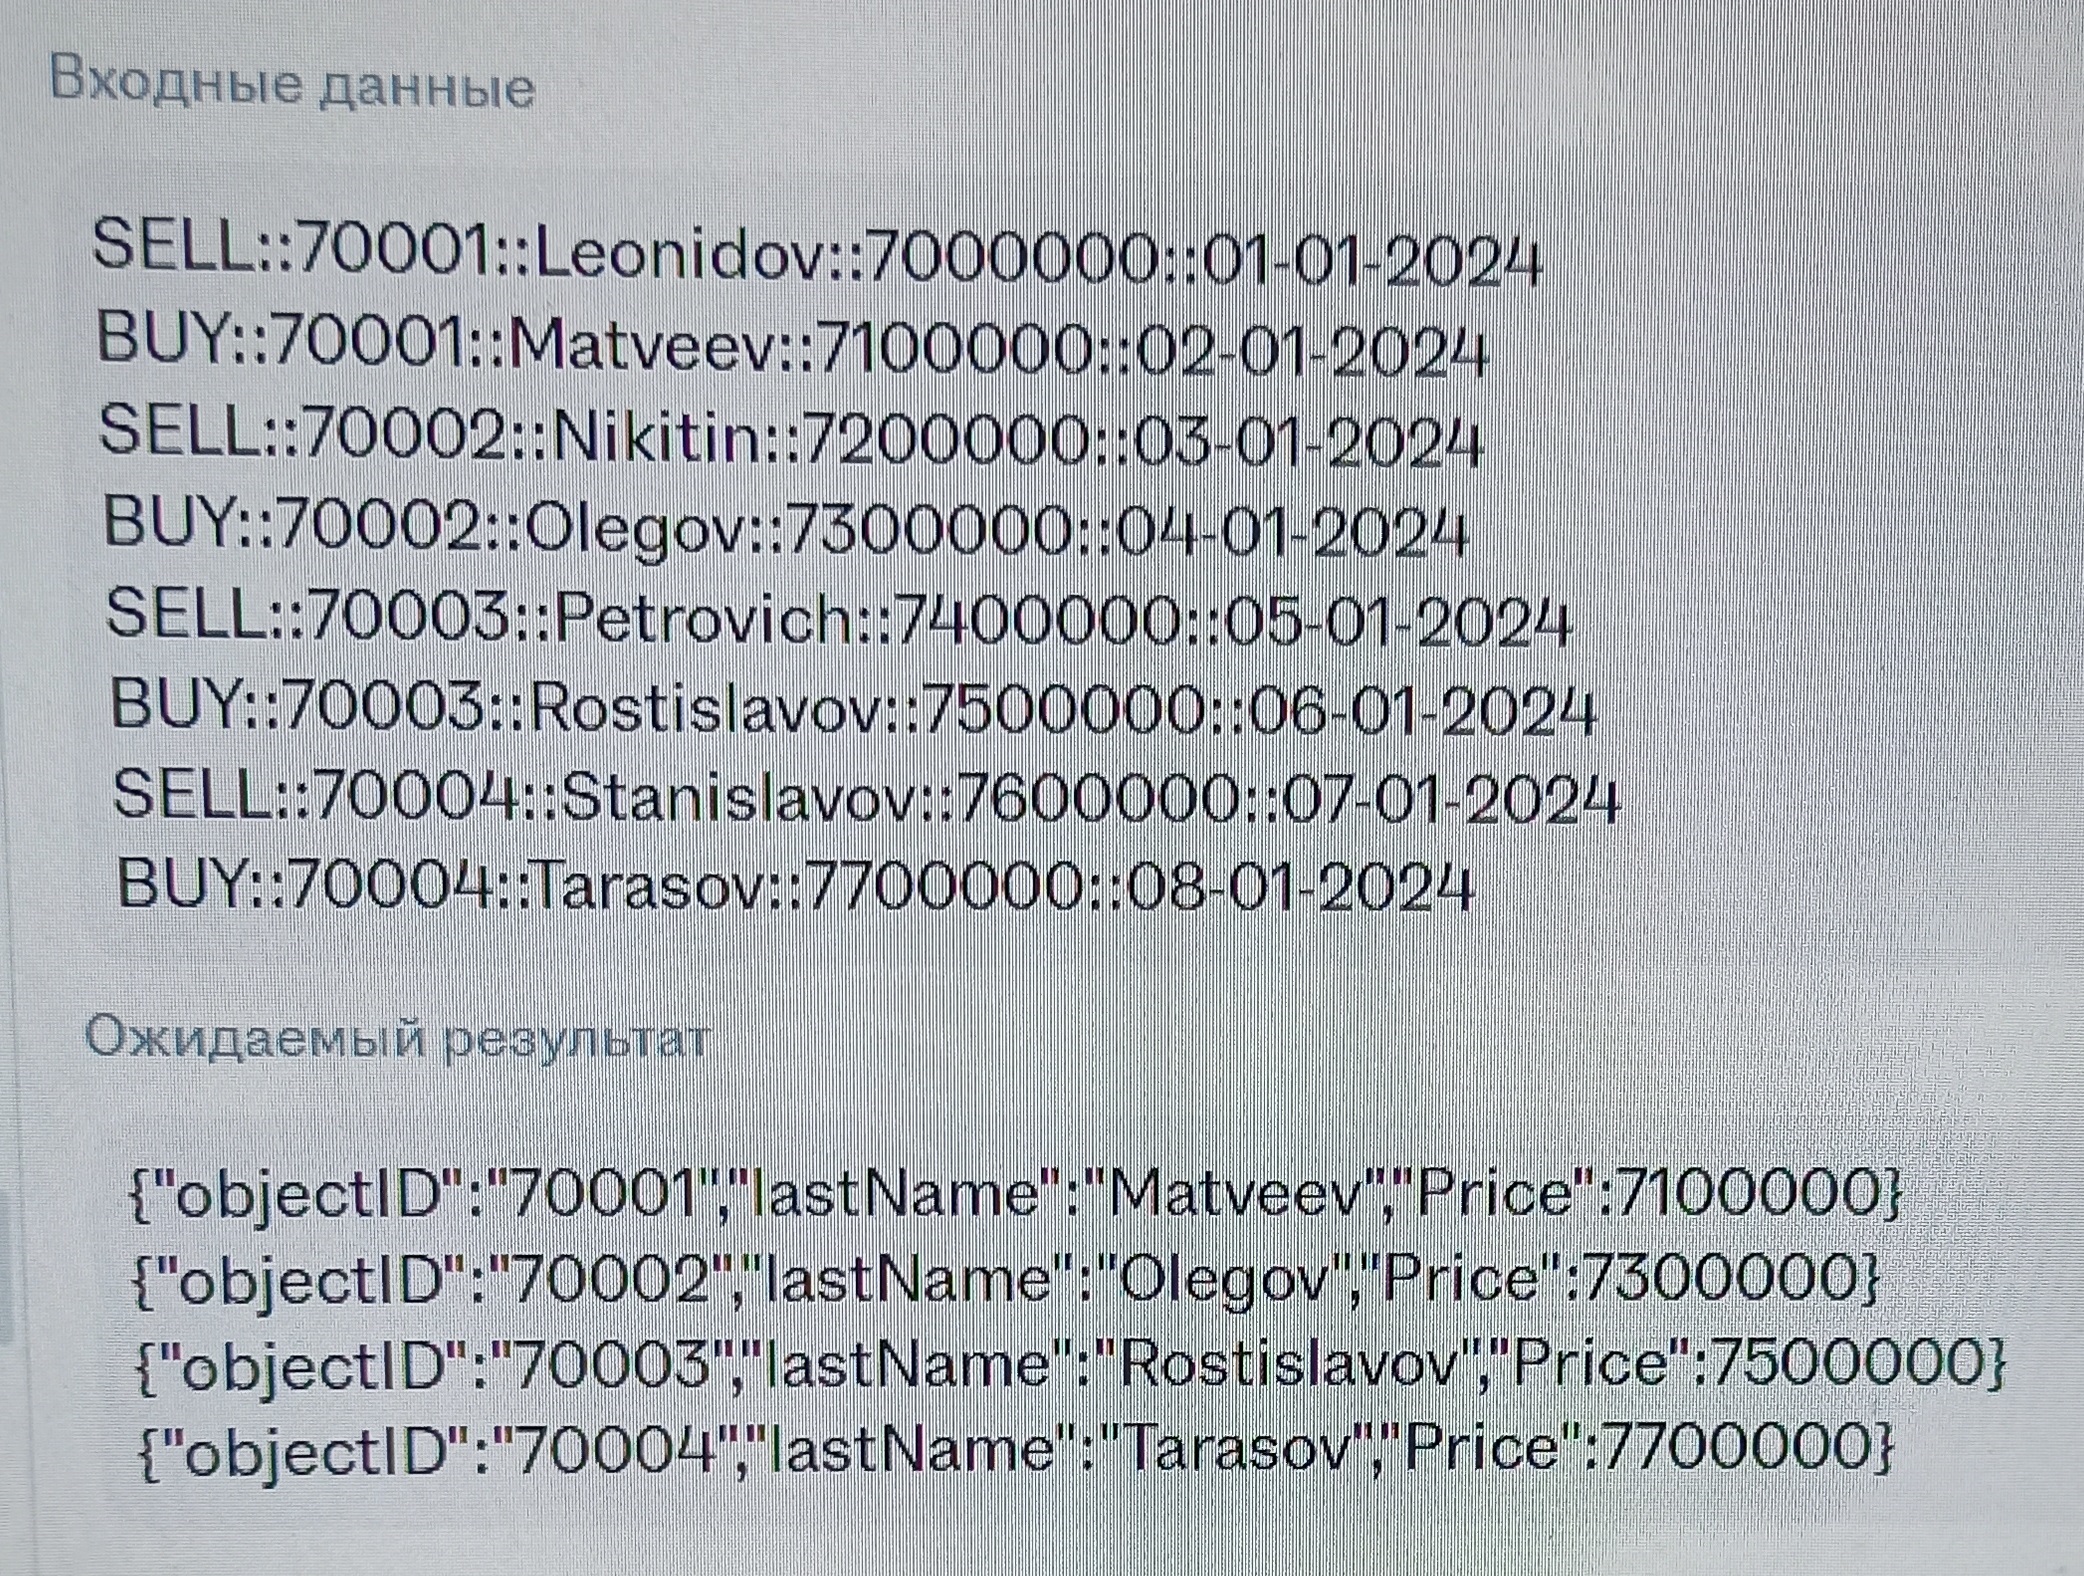 Входные данные
SELL::70001::Leonidov::7000000::01-01-2024
BUY::70001::Matveev::7100000::02-01-2024
SELL::70002::Nikitin::7200000::03-01-2024
BUY::70002::Olegov::7300000::04-01-2024
SELL::70003::Petrovich::7400000::05-01-2024
BUY::70003::Rostislavov::7500000::06-01-2024
SELL::70004::Stanislavov::7600000::07-01-2024
BUY::70004::Tarasov::7700000::08-01-2024
Ожидаемый результат
{"objectID":"70001","lastName":"Matveev","Price":7100000}
{"objectID":"70002","lastName":"Olegov","Price":7300000}
{"objectID":"70003","lastName":"Rostislavov","Price":7500000}
{"objectID":"70004","lastName":"Tarasov","Price":7700000}